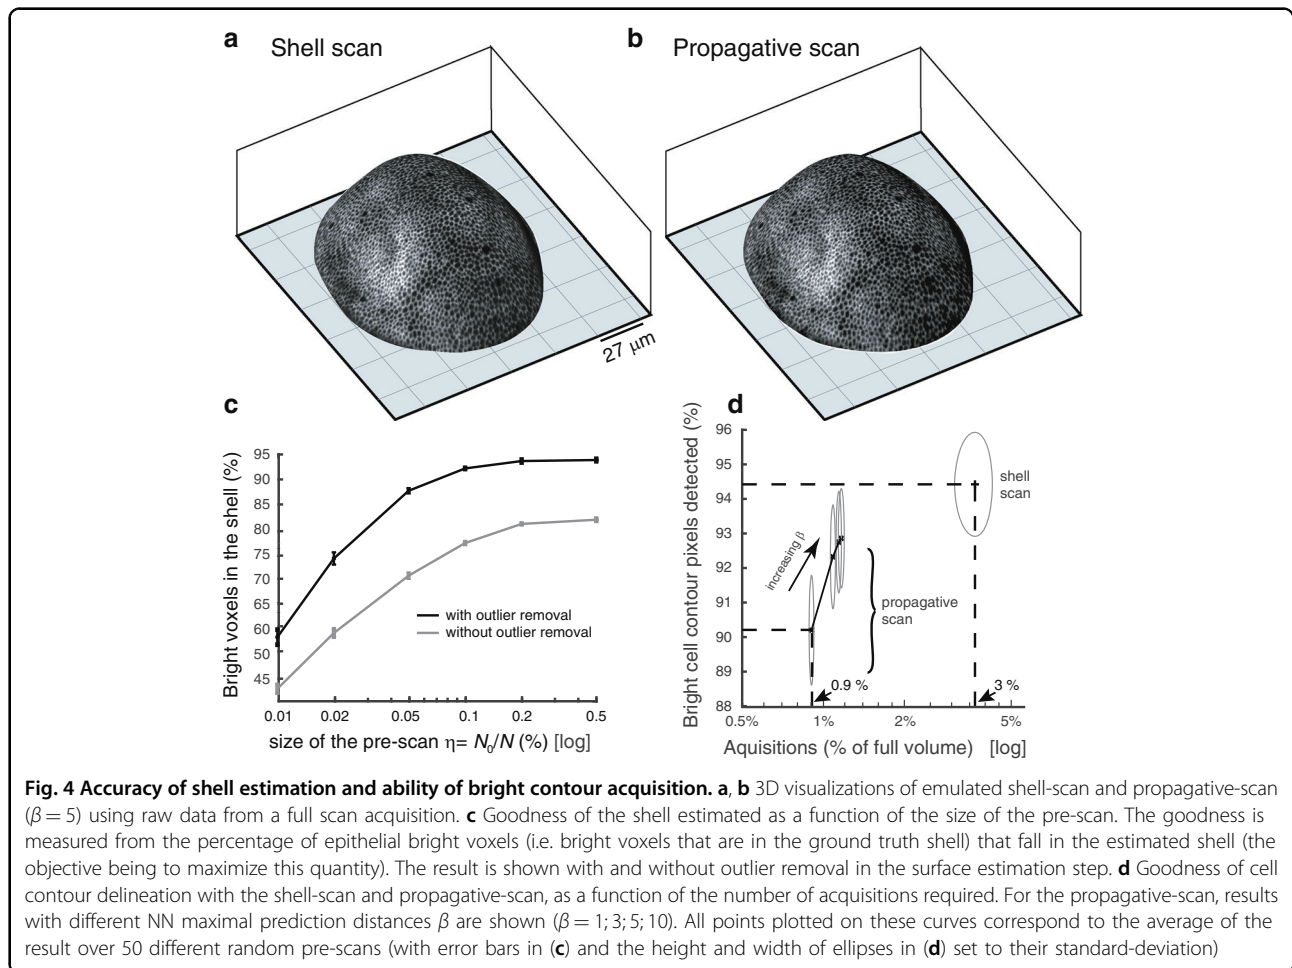 a Shell scan
b Propagative scan
27 μm
c
Bright voxels in the shell (%)
95
90
85
80
75
70
65
60
50
45
with outlier removal
without outlier removal
0.01 0.02 0.05 0.1 0.2 0.5
size of the pre-scan η= N₀/N (%) [log]
d
Bright cell contour pixels detected (%)
96
95
94
93
92
91
90
89
88
shell
scan
increasing β
propagative
scan
0.9 %
3 %
0.5% 1% 2% 5%
Aquisitions (% of full volume) [log]
Fig. 4 Accuracy of shell estimation and ability of bright contour acquisition. a, b 3D visualizations of emulated shell-scan and propagative-scan
(β = 5) using raw data from a full scan acquisition. c Goodness of the shell estimated as a function of the size of the pre-scan. The goodness is
measured from the percentage of epithelial bright voxels (i.e. bright voxels that are in the ground truth shell) that fall in the estimated shell (the
objective being to maximize this quantity). The result is shown with and without outlier removal in the surface estimation step. d Goodness of cell
contour delineation with the shell-scan and propagative-scan, as a function of the number of acquisitions required. For the propagative-scan, results
with different NN maximal prediction distances β are shown (β = 1; 3; 5; 10). All points plotted on these curves correspond to the average of the
result over 50 different random pre-scans (with error bars in (c) and the height and width of ellipses in (d) set to their standard-deviation)